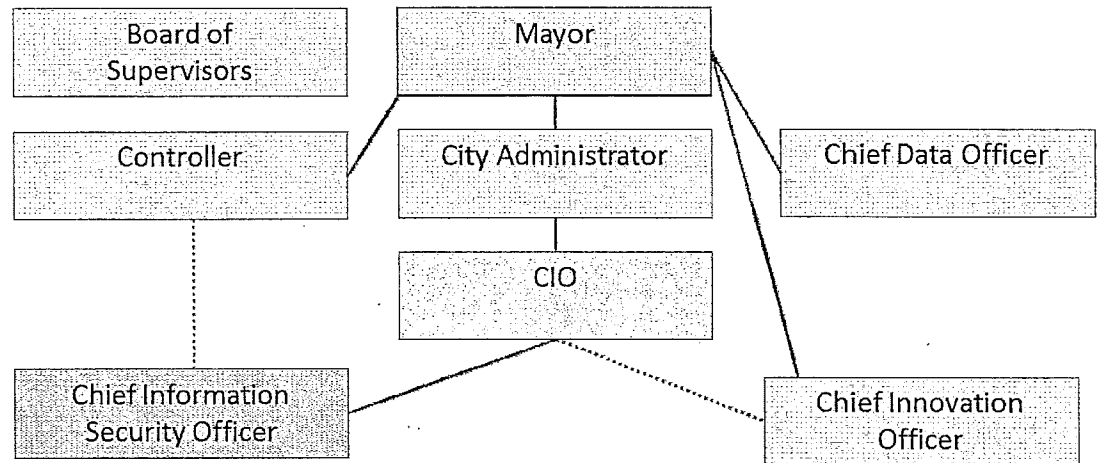 Board of
Supervisors
Mayor
Controller
City Administrator
Chief Data Officer
CIO
Chief Information
Security Officer
Chief Innovation
Officer